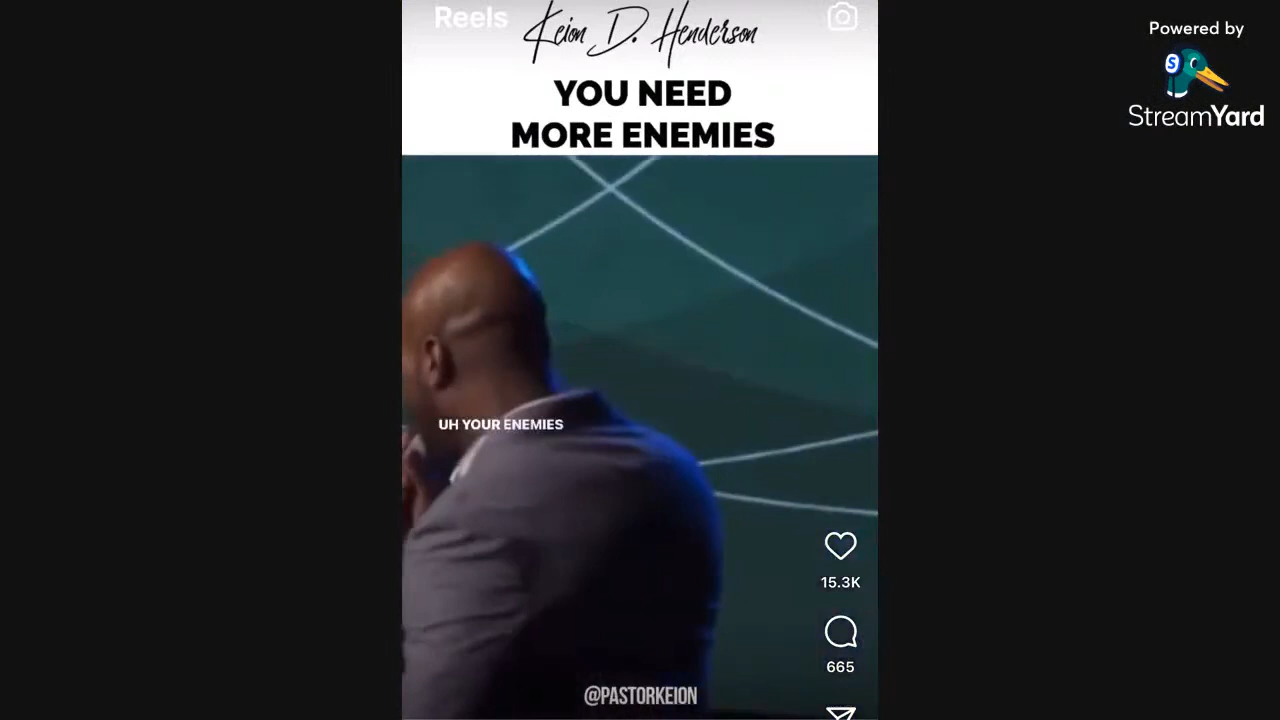 Reels
Keion D. Henderson
YOU NEED
MORE ENEMIES
UH YOUR ENEMIES
15.3K
665
@PASTORKEION
Powered by
S
StreamYard